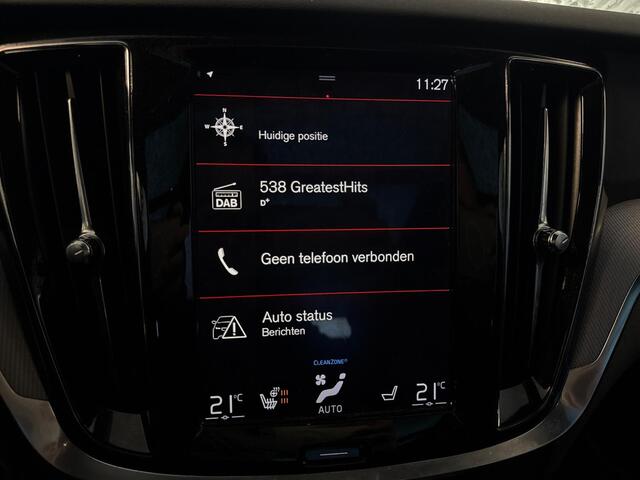 11:27
N
W E
S
Huidige positie
DAB
538 GreatestHits
D+
Geen telefoon verbonden
Auto status
Berichten
CLEANZONE®
21°C
AUTO
21°C